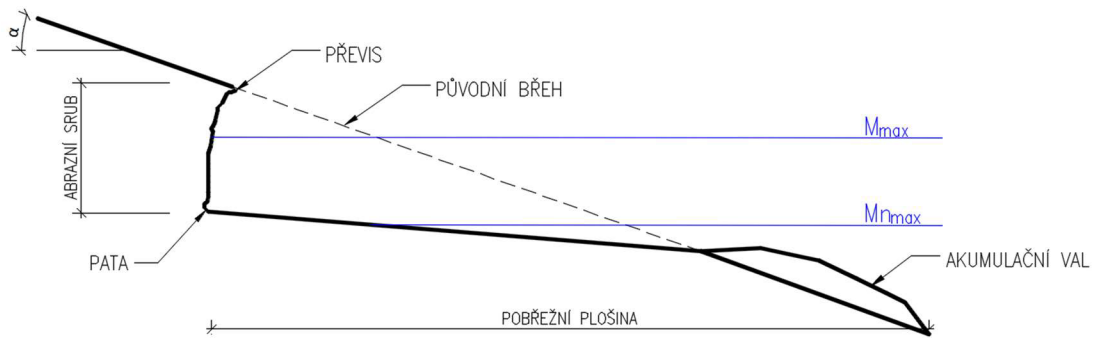 α
PŘEVIS
PŮVODNÍ BŘEH
ABRAZNÍ SRUB
Mmax
Mnmax
PATA
AKUMULAČNÍ VAL
POBŘEŽNÍ PLOŠINA